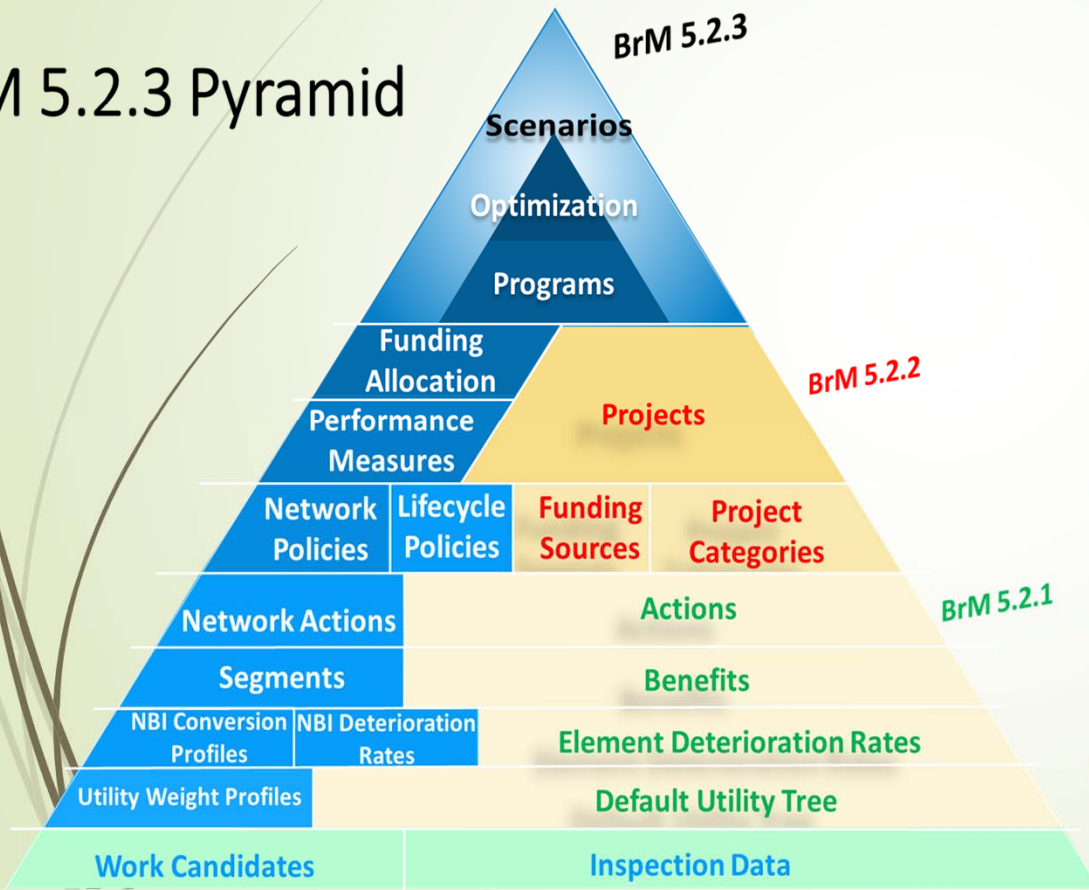 M 5.2.3 Pyramid
BrM 5.2.3
Scenarios
Optimization
Programs
Funding
Allocation
Performance
Measures
Projects
BrM 5.2.2
Network
Policies
Lifecycle
Policies
Funding
Sources
Project
Categories
Network Actions
Actions
BrM 5.2.1
Segments
Benefits
NBI Conversion
Profiles
NBI Deterioration
Rates
Element Deterioration Rates
Utility Weight Profiles
Default Utility Tree
Work Candidates
Inspection Data